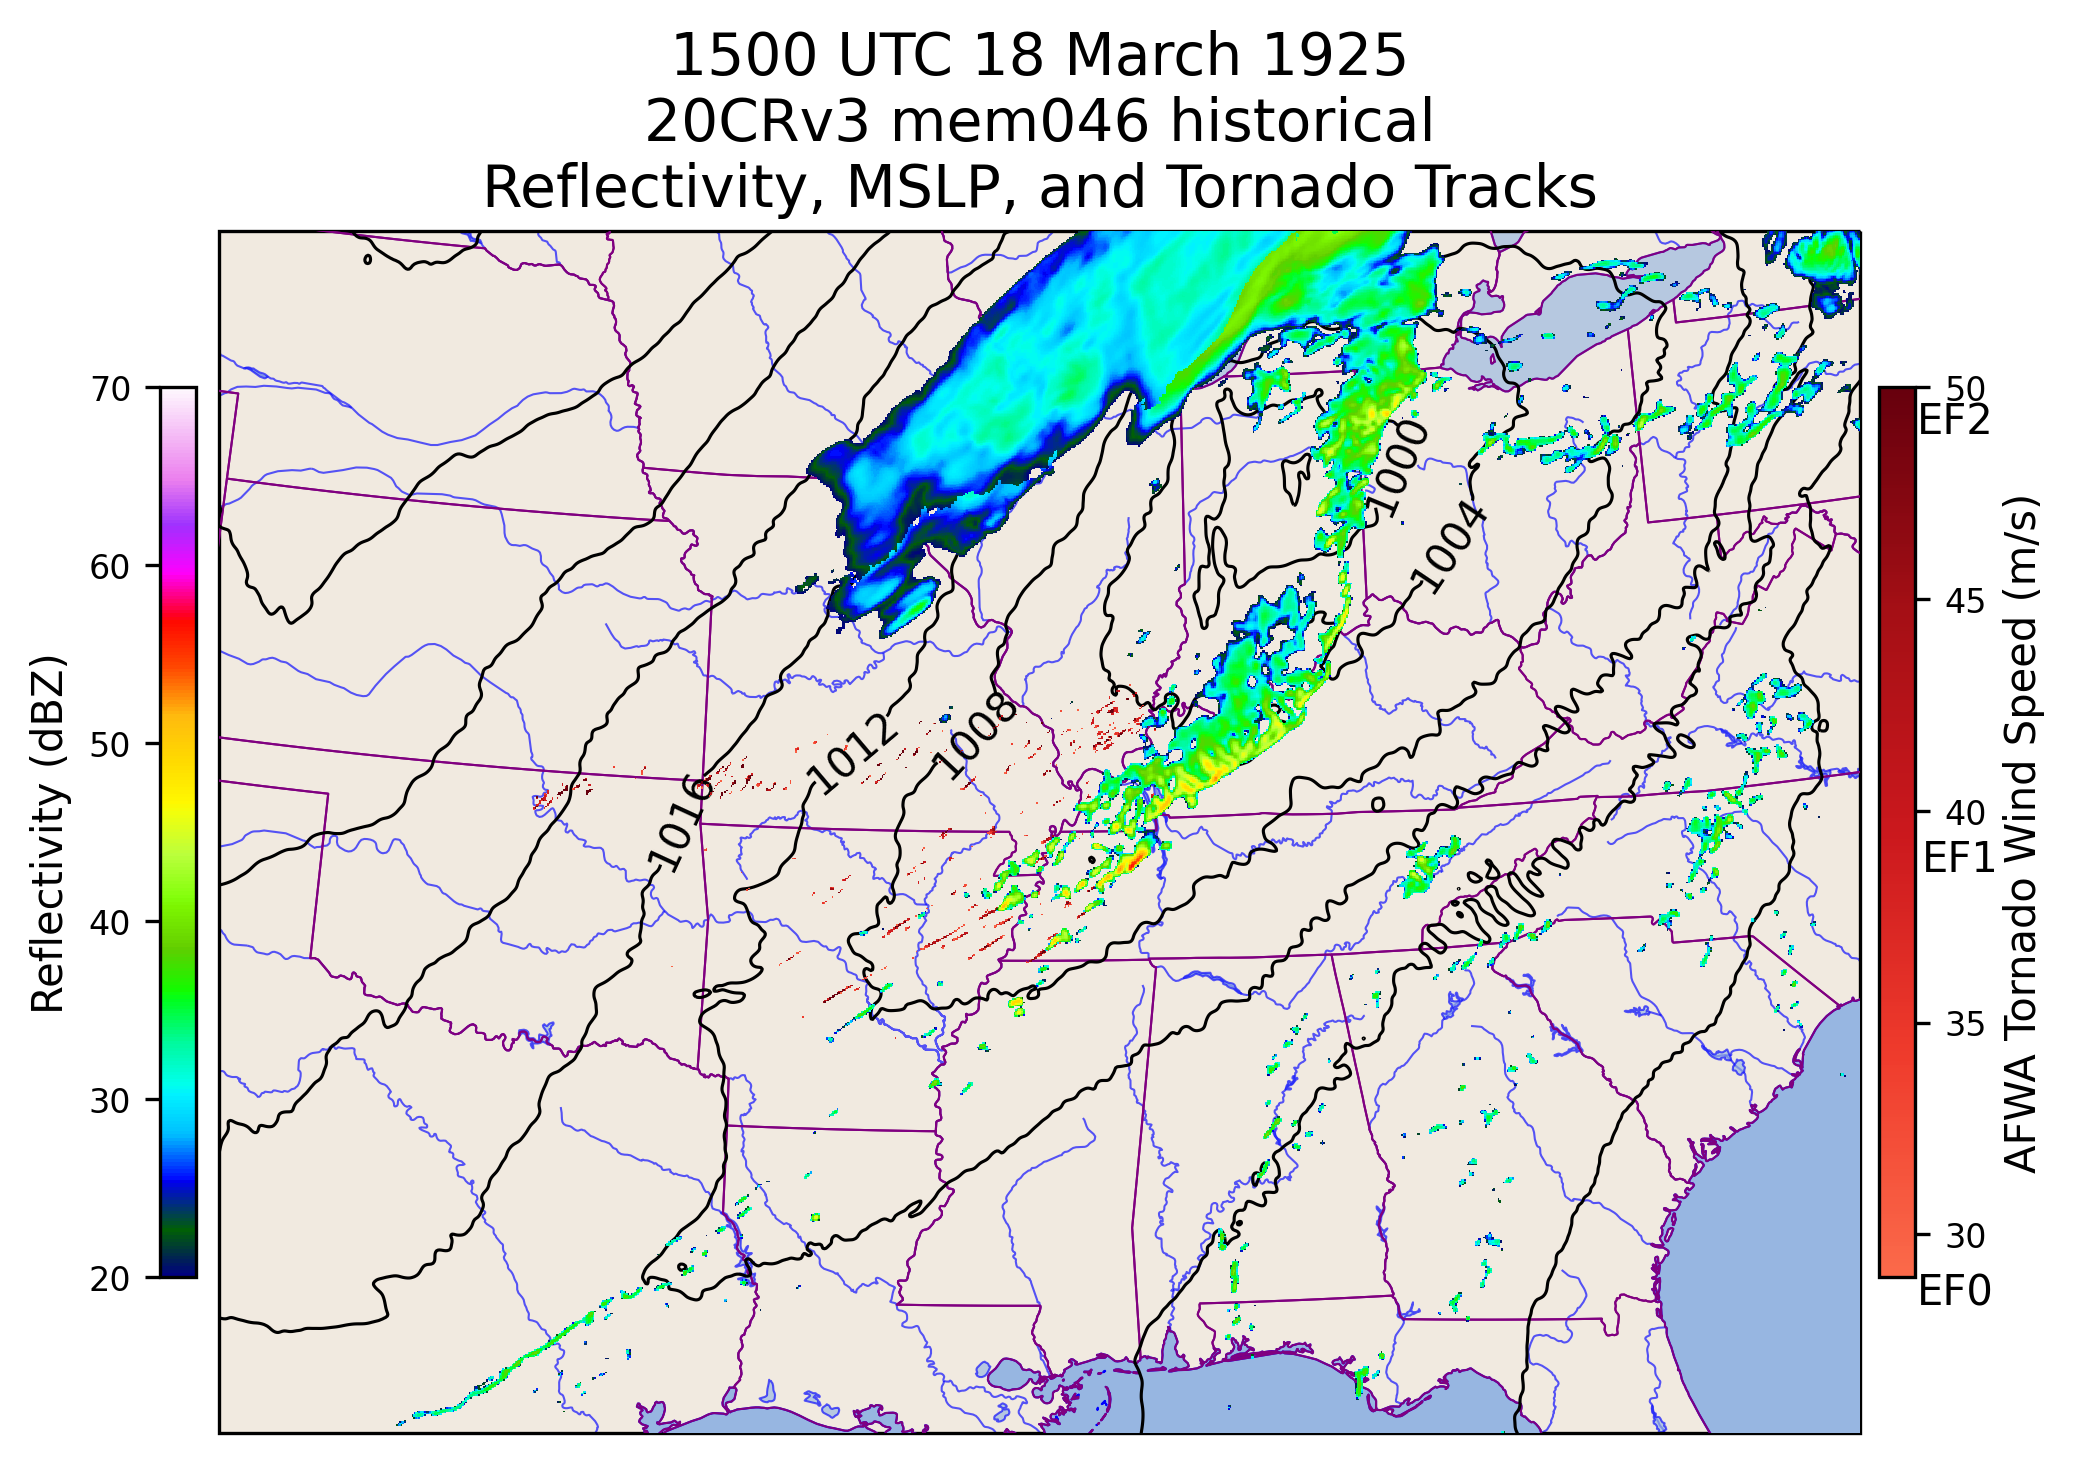 1500 UTC 18 March 1925
20CRv3 mem046 historical
Reflectivity, MSLP, and Tornado Tracks
Reflectivity (dBZ)
70
60
50
40
30
20
1000
1004
1008
1012
1016
50
EF2
45
40
EF1
35
30
EF0
AFWA Tornado Wind Speed (m/s)